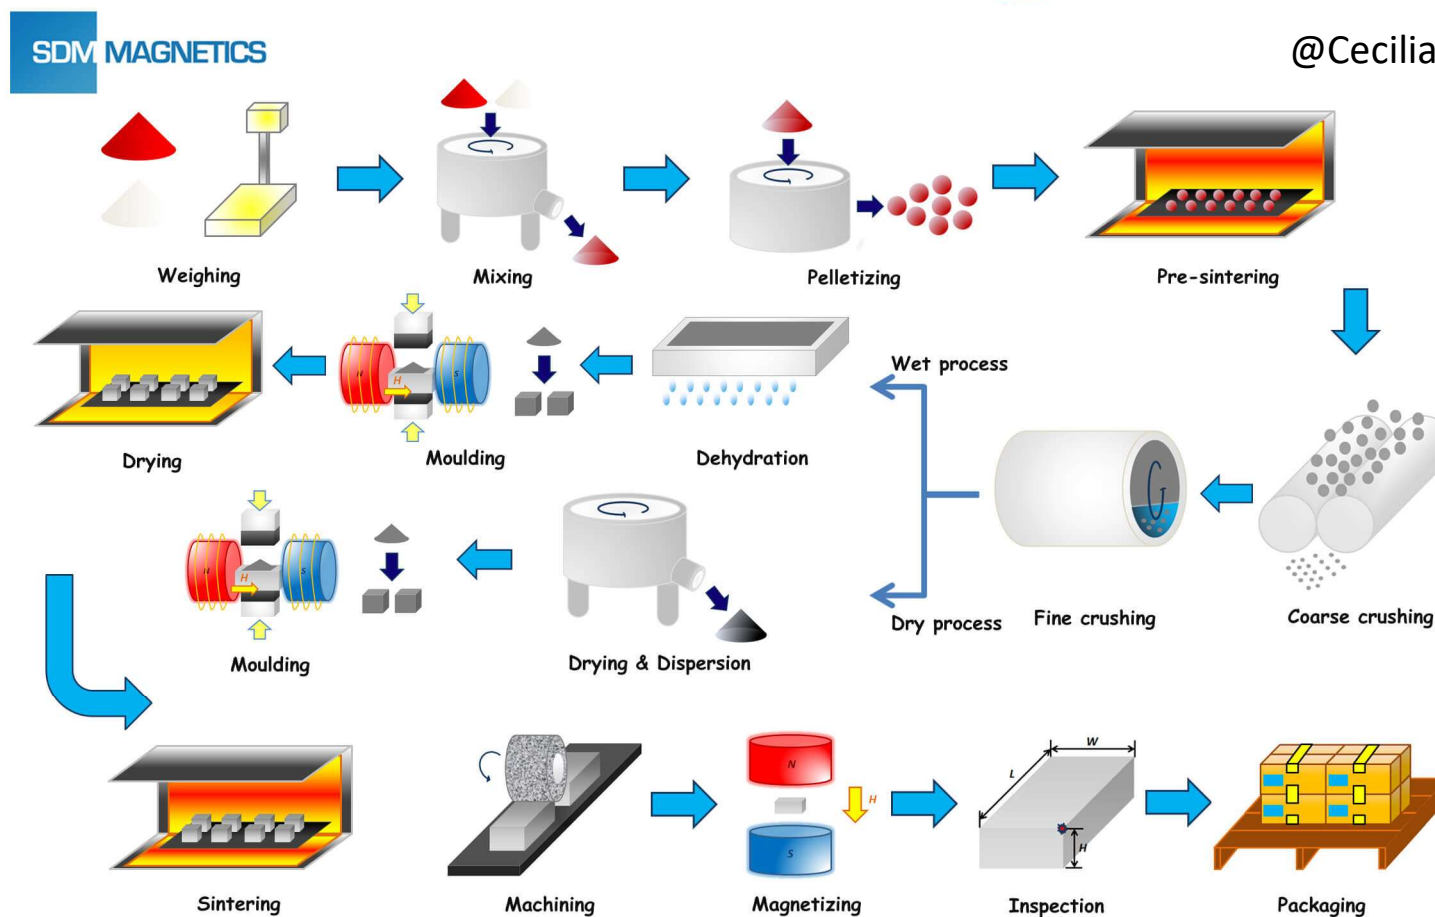 SDM MAGNETICS
@Cecilia
Weighing
Mixing
Pelletizing
Pre-sintering
Wet process
N
H
S
Drying
Moulding
Dehydration
N
H
S
Dry process
Fine crushing
Coarse crushing
Moulding
Drying & Dispersion
W
L
N
H
S
H
Sintering
Machining
Magnetizing
Inspection
Packaging